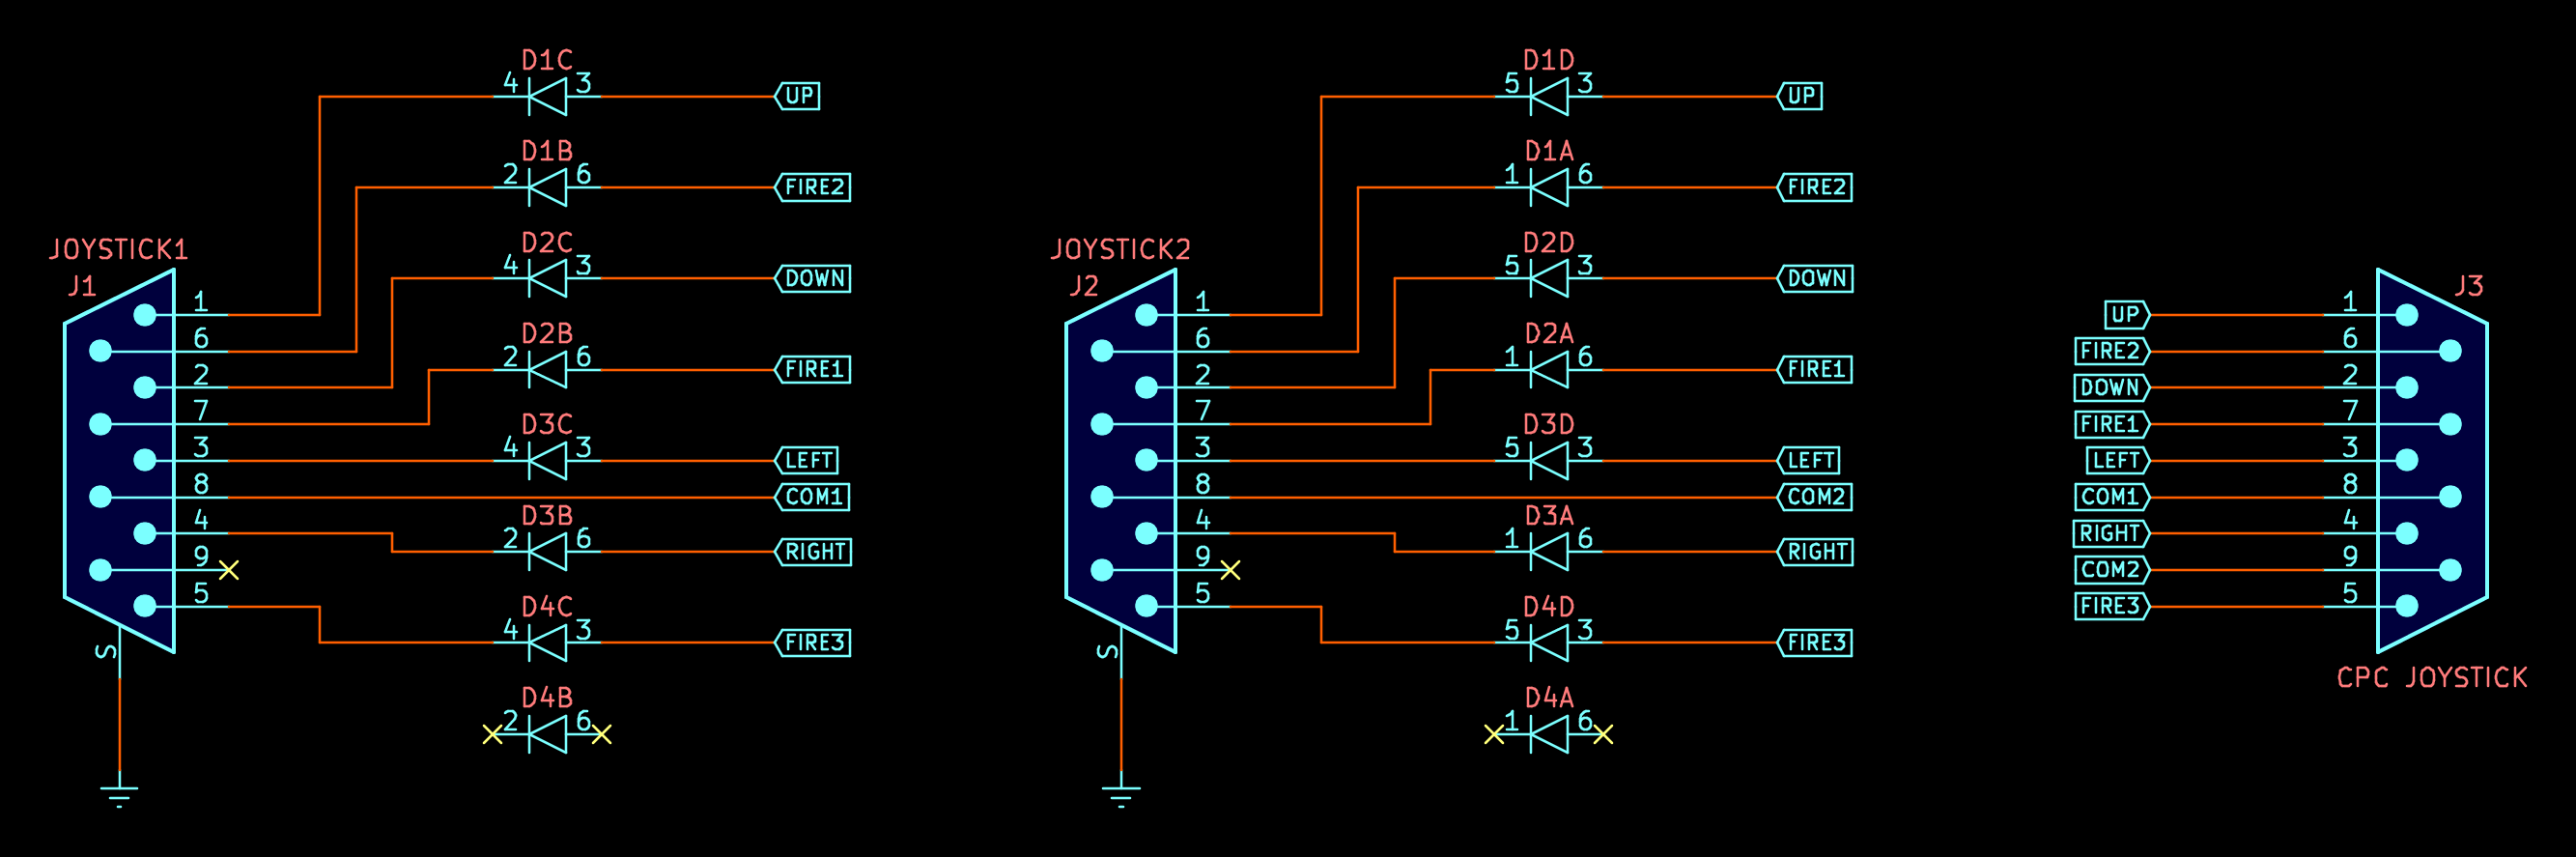 JOYSTICK1
J1
1
6
2
7
3
8
4
9
5
S
D1C
4 3
UP
D1B
2 6
FIRE2
D2C
4 3
DOWN
D2B
2 6
FIRE1
D3C
4 3
LEFT
COM1
D3B
2 6
RIGHT
D4C
4 3
FIRE3
D4B
2 6
JOYSTICK2
J2
1
6
2
7
3
8
4
9
5
S
D1D
5 3
UP
D1A
1 6
FIRE2
D2D
5 3
DOWN
D2A
1 6
FIRE1
D3D
5 3
LEFT
COM2
D3A
1 6
RIGHT
D4D
5 3
FIRE3
D4A
1 6
J3
UP 1
FIRE2 6
DOWN 2
FIRE1 7
LEFT 3
COM1 8
RIGHT 4
COM2 9
FIRE3 5
CPC JOYSTICK